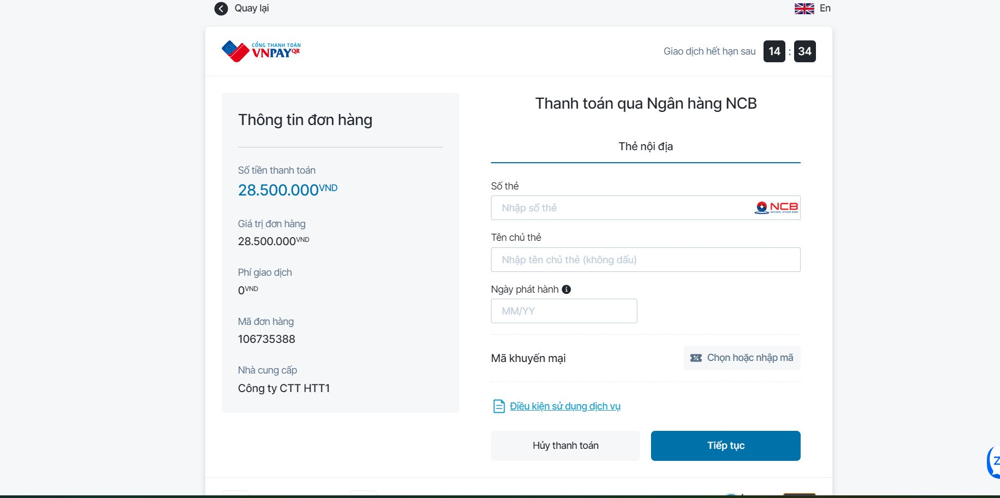 Quay lại
En
CỔNG THANH TOÁN
VNPAYQR
Giao dịch hết hạn sau 14 : 34
Thông tin đơn hàng
Số tiền thanh toán
28.500.000VND
Giá trị đơn hàng
28.500.000VND
Phí giao dịch
0VND
Mã đơn hàng
106735388
Nhà cung cấp
Công ty CTT HTT1
Thanh toán qua Ngân hàng NCB
Thẻ nội địa
Số thẻ
Nhập số thẻ
NCB
NATIONAL CITIZEN BANK
Tên chủ thẻ
Nhập tên chủ thẻ (không dấu)
Ngày phát hành
MM/YY
Mã khuyến mại
Chọn hoặc nhập mã
Điều kiện sử dụng dịch vụ
Hủy thanh toán
Tiếp tục